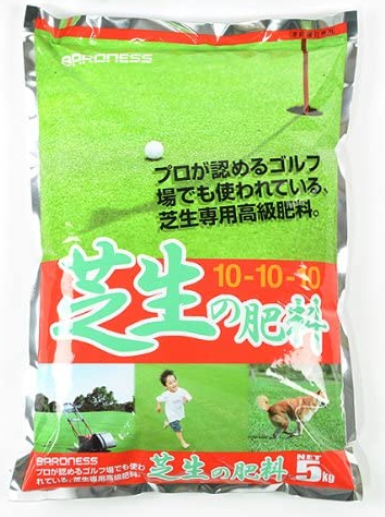 BARONESS
プロが認めるゴルフ
場でも使われている、
芝生専用高級肥料。
10-10-10
芝生の肥料
BARONESS
プロが認めるゴルフ場でも使わ
れている、芝生専用高級肥料。
芝生の肥料
NET
5kg